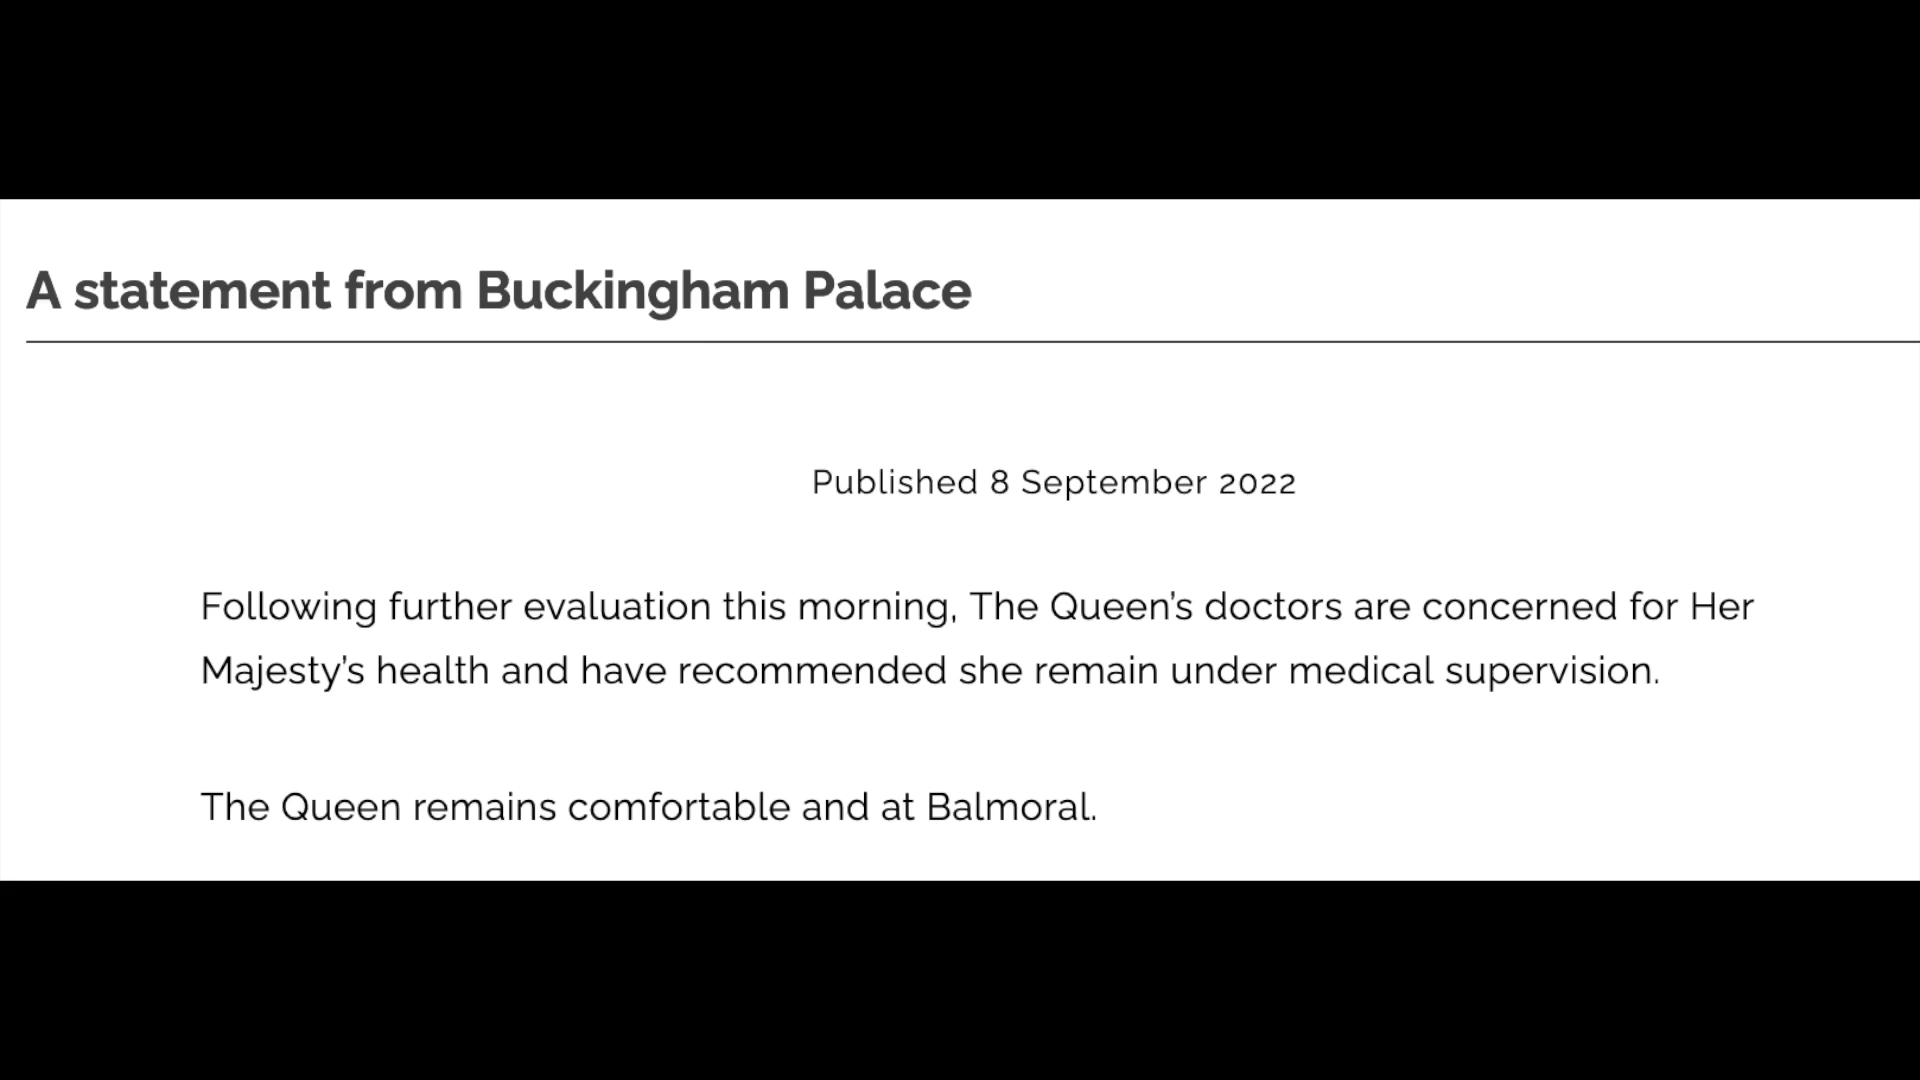 A statement from Buckingham Palace
Published 8 September 2022
Following further evaluation this morning, The Queen’s doctors are concerned for Her
Majesty’s health and have recommended she remain under medical supervision.
The Queen remains comfortable and at Balmoral.